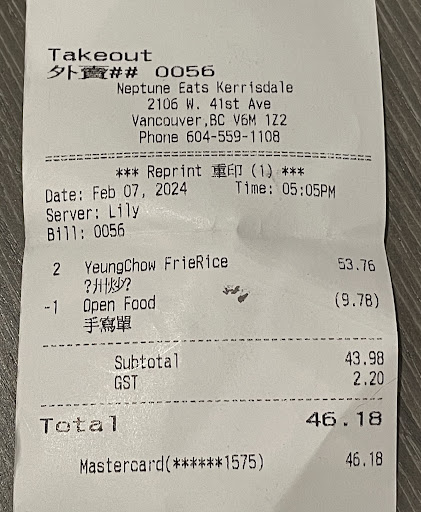 Takeout
外賣## 0056
Neptune Eats Kerrisdale
2106 W. 41st Ave
Vancouver,BC V6M 1Z2
Phone 604-559-1108
*** Reprint 重印 (1) ***
Date: Feb 07, 2024 Time: 05:05PM
Server: Lily
Bill: 0056
2 YeungChow FrieRice 53.76
?州炒?
-1 Open Food (9.78)
手寫單
Subtotal 43.98
GST 2.20
Total 46.18
Mastercard(******1575) 46.18